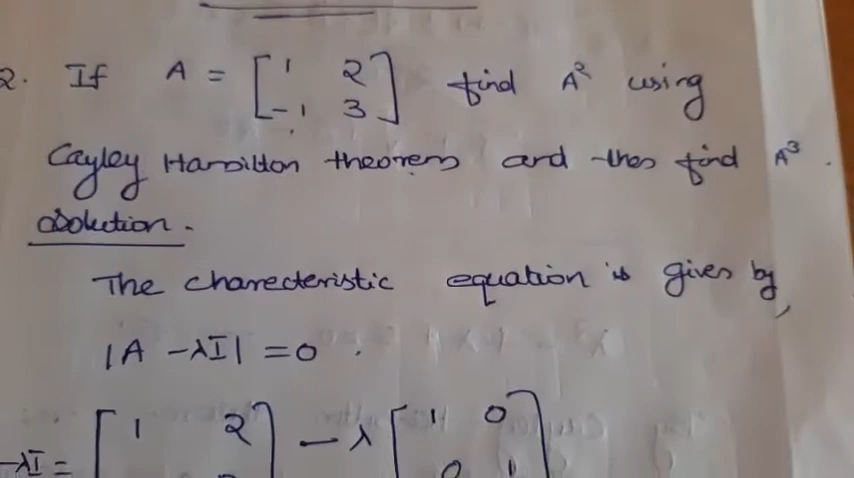 2. If A = [ 1 2 -1 3 ] find A² using
Cayley Hamilton theorem and then find A³.
Solution.
The charecteristic equation is given by,
|A - λI| = 0.
-λI = [ 1 2 ] - λ [ 1 0 0 1 ]